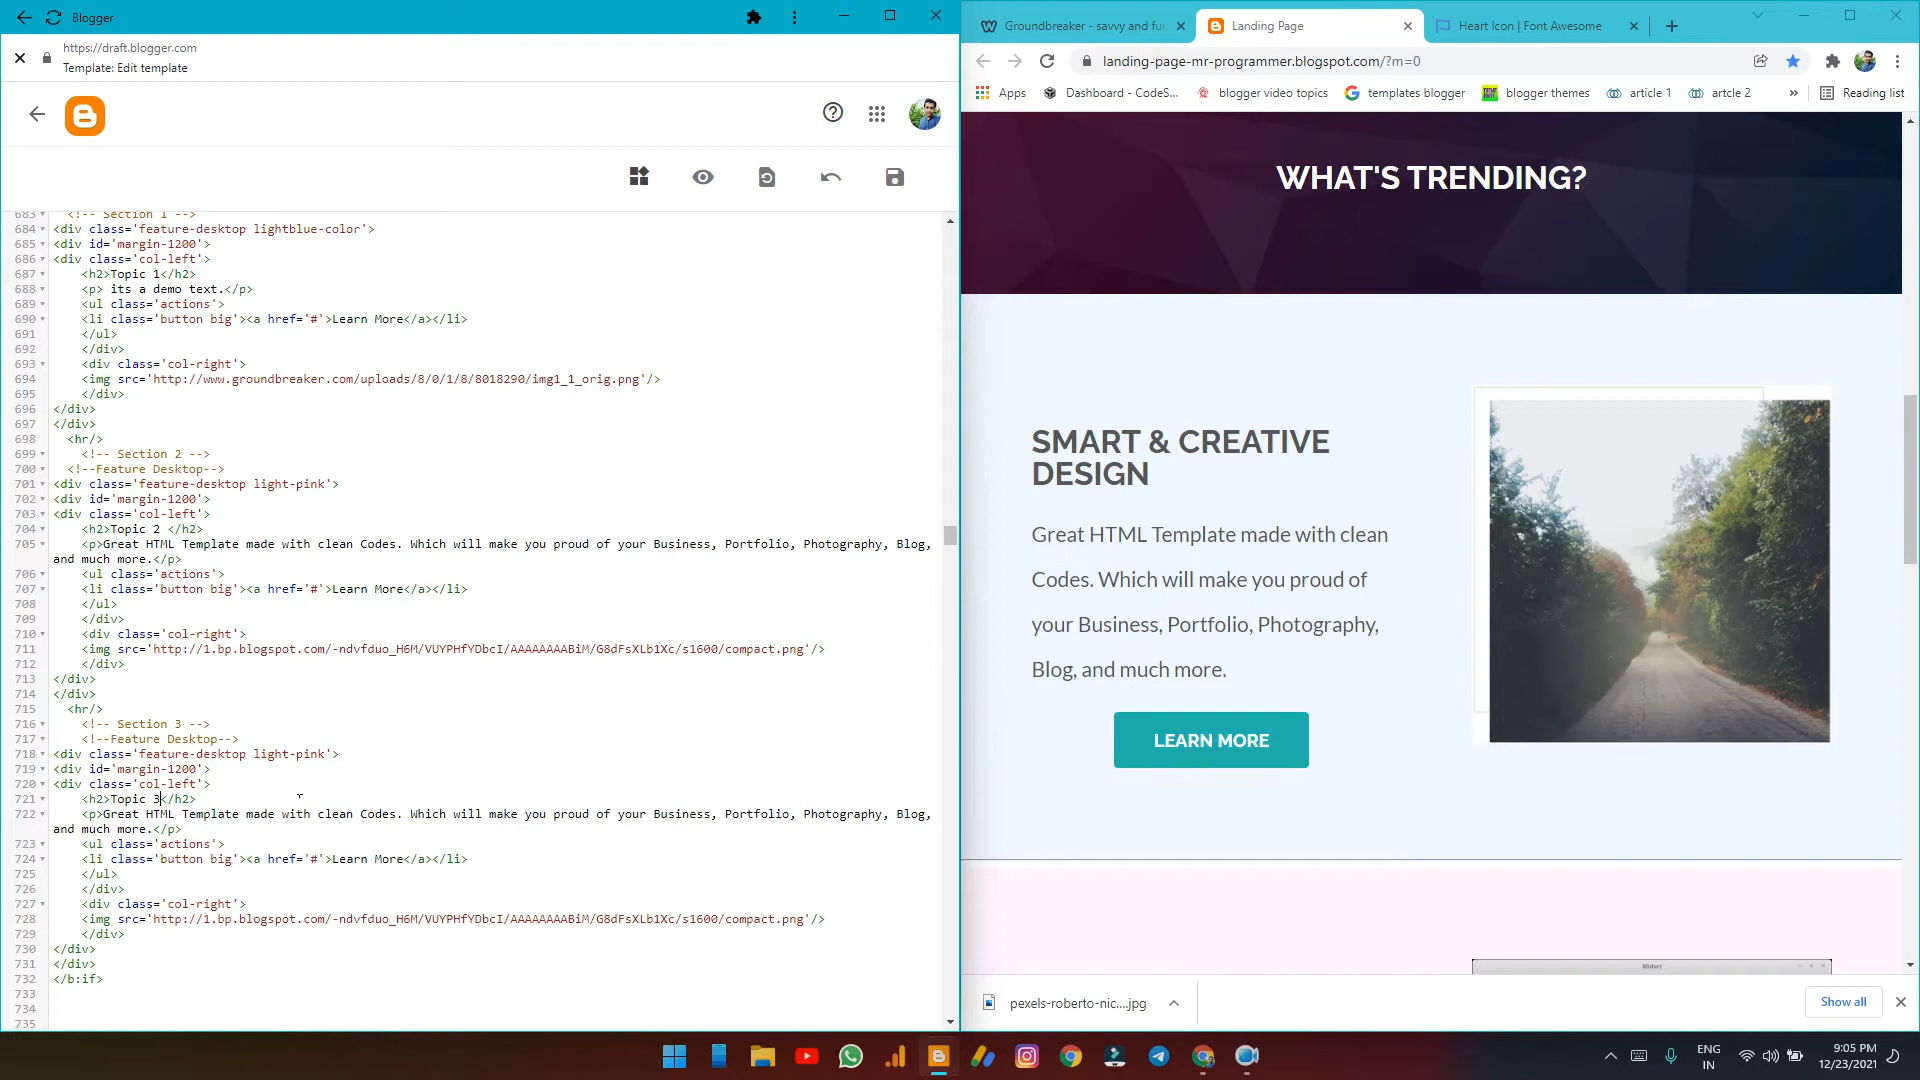 Blogger
https://draft.blogger.com
Template: Edit template
683 <!-- Section 1 -->
684 <div class='feature-desktop lightblue-color'>
685 <div id='margin-1200'>
686 <div class='col-left'>
687 <h2>Topic 1</h2>
688 <p> its a demo text.</p>
689 <ul class='actions'>
690 <li class='button big'><a href='#'>Learn More</a></li>
691 </ul>
692 </div>
693 <div class='col-right'>
694 <img src='http://www.groundbreaker.com/uploads/8/0/1/8/8018290/img1_1_orig.png'/>
695 </div>
696 </div>
697 </div>
698 <hr/>
699 <!-- Section 2 -->
700 <!--Feature Desktop-->
701 <div class='feature-desktop light-pink'>
702 <div id='margin-1200'>
703 <div class='col-left'>
704 <h2>Topic 2 </h2>
705 <p>Great HTML Template made with clean Codes. Which will make you proud of your Business, Portfolio, Photography, Blog,
and much more.</p>
706 <ul class='actions'>
707 <li class='button big'><a href='#'>Learn More</a></li>
708 </ul>
709 </div>
710 <div class='col-right'>
711 <img src='http://1.bp.blogspot.com/-ndvfduo_H6M/VUYPHfYDbcI/AAAAAAAABiM/G8dFsXLb1Xc/s1600/compact.png'/>
712 </div>
713 </div>
714 </div>
715 <hr/>
716 <!-- Section 3 -->
717 <!--Feature Desktop-->
718 <div class='feature-desktop light-pink'>
719 <div id='margin-1200'>
720 <div class='col-left'>
721 <h2>Topic 3</h2>
722 <p>Great HTML Template made with clean Codes. Which will make you proud of your Business, Portfolio, Photography, Blog,
and much more.</p>
723 <ul class='actions'>
724 <li class='button big'><a href='#'>Learn More</a></li>
725 </ul>
726 </div>
727 <div class='col-right'>
728 <img src='http://1.bp.blogspot.com/-ndvfduo_H6M/VUYPHfYDbcI/AAAAAAAABiM/G8dFsXLb1Xc/s1600/compact.png'/>
729 </div>
730 </div>
731 </div>
732 </b:if>
733
734
735
Groundbreaker - savvy and fu
Landing Page
Heart Icon | Font Awesome
landing-page-mr-programmer.blogspot.com/?m=0
Apps
Dashboard - CodeS...
blogger video topics
templates blogger
blogger themes
article 1
artcle 2
»
Reading list
WHAT'S TRENDING?
SMART & CREATIVE
DESIGN
Great HTML Template made with clean
Codes. Which will make you proud of
your Business, Portfolio, Photography,
Blog, and much more.
LEARN MORE
Midori
pexels-roberto-nic....jpg
Show all
ENG
IN
9:05 PM
12/23/2021